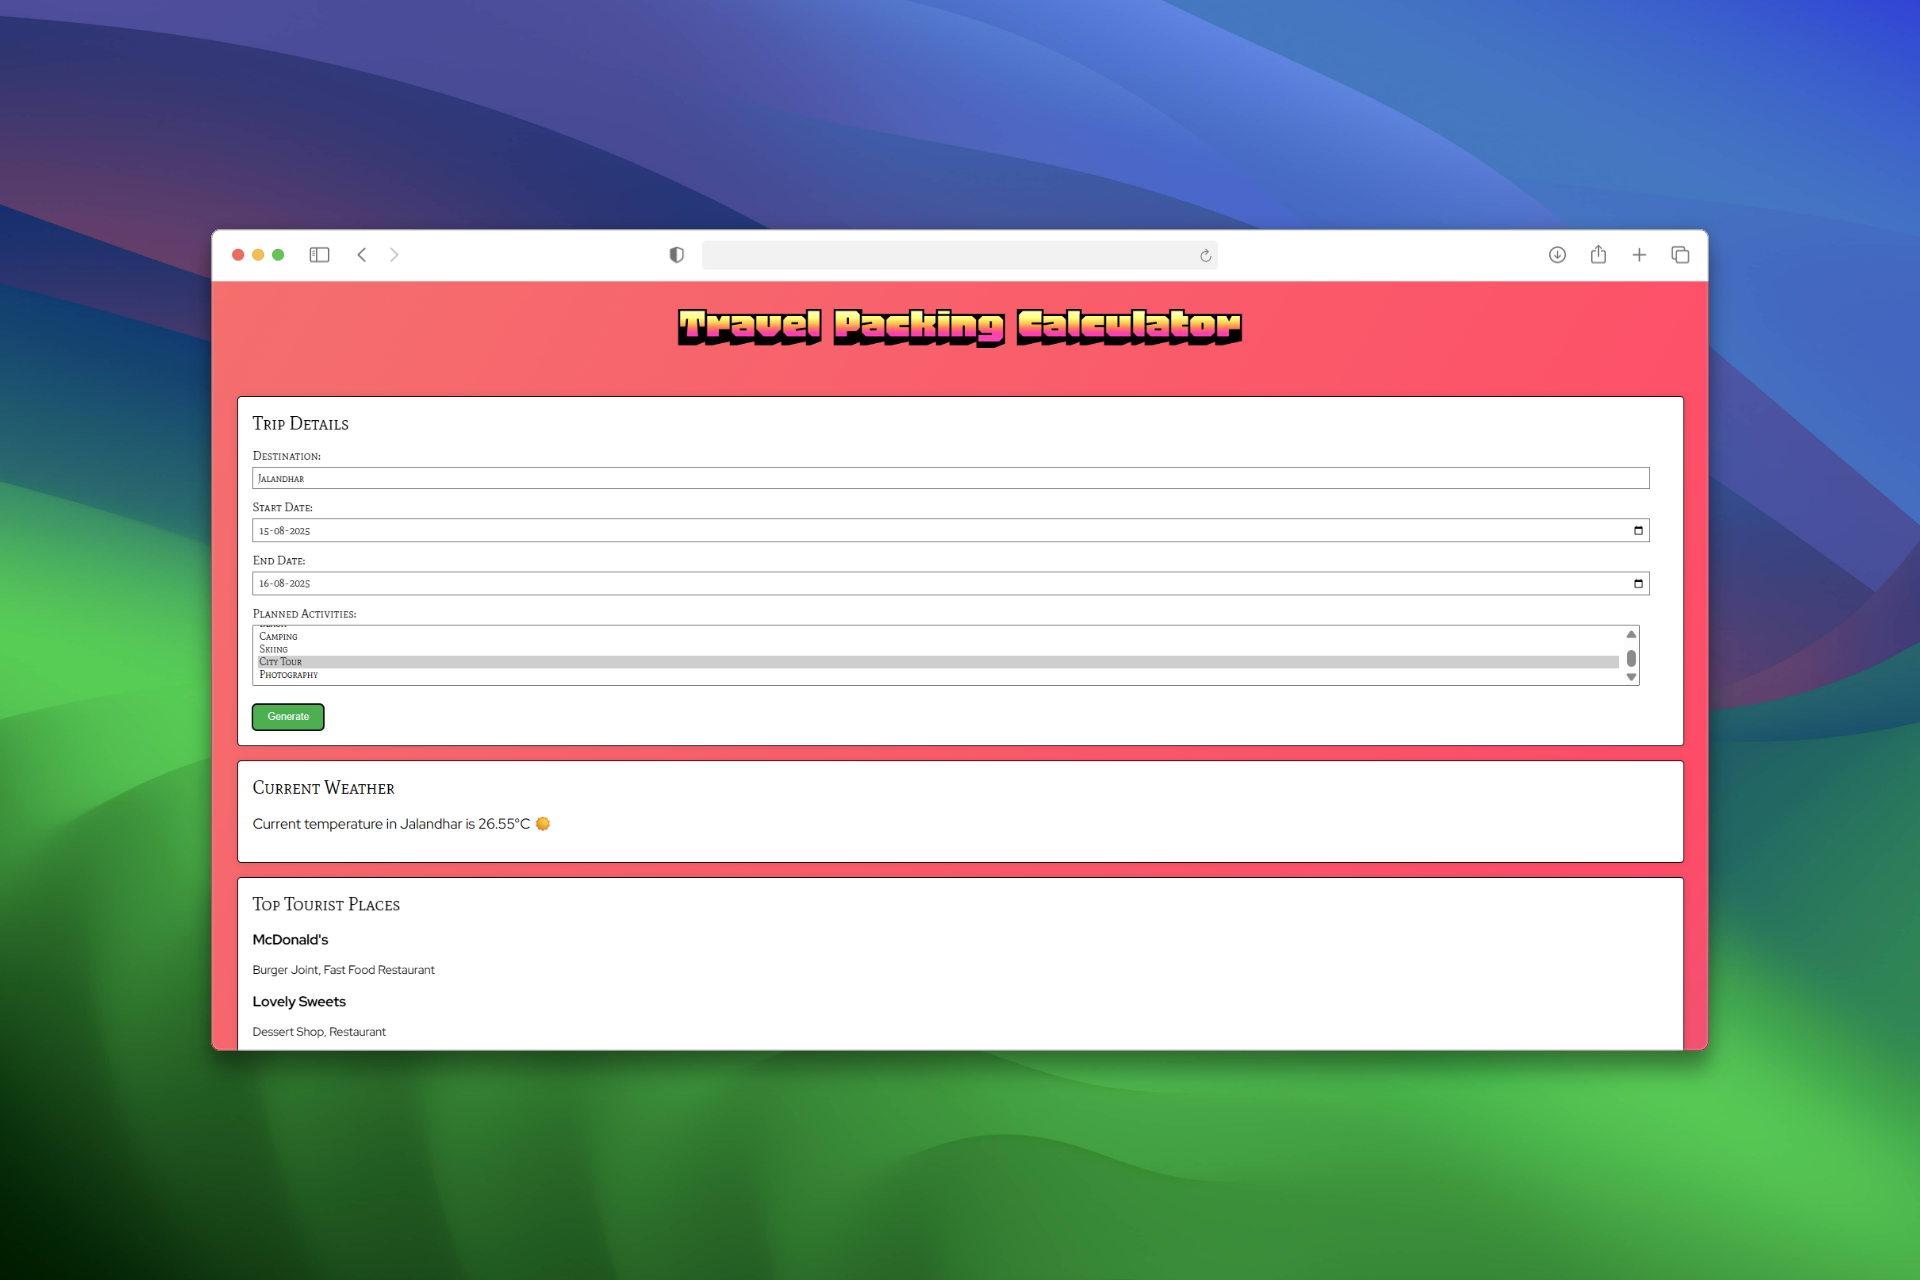 Travel Packing Calculator
Trip Details
Destination:
Jalandhar
Start Date:
15-08-2025
End Date:
16-08-2025
Planned Activities:
Camping
Skiing
City Tour
Photography
Generate
Current Weather
Current temperature in Jalandhar is 26.55°C
Top Tourist Places
McDonald's
Burger Joint, Fast Food Restaurant
Lovely Sweets
Dessert Shop, Restaurant